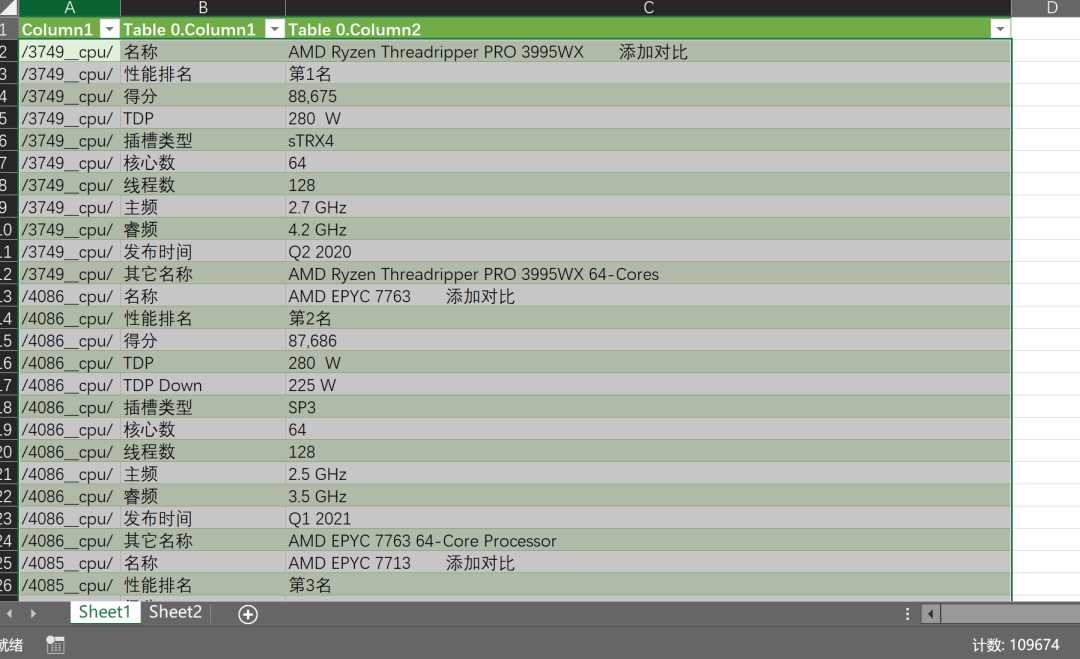 A B C D
1 Column1 Table 0.Column1 Table 0.Column2
2 /3749__cpu/ 名称 AMD Ryzen Threadripper PRO 3995WX 添加对比
3 /3749__cpu/ 性能排名 第1名
4 /3749__cpu/ 得分 88,675
5 /3749__cpu/ TDP 280 W
6 /3749__cpu/ 插槽类型 sTRX4
7 /3749__cpu/ 核心数 64
8 /3749__cpu/ 线程数 128
9 /3749__cpu/ 主频 2.7 GHz
10 /3749__cpu/ 睿频 4.2 GHz
11 /3749__cpu/ 发布时间 Q2 2020
12 /3749__cpu/ 其它名称 AMD Ryzen Threadripper PRO 3995WX 64-Cores
13 /4086__cpu/ 名称 AMD EPYC 7763 添加对比
14 /4086__cpu/ 性能排名 第2名
15 /4086__cpu/ 得分 87,686
16 /4086__cpu/ TDP 280 W
17 /4086__cpu/ TDP Down 225 W
18 /4086__cpu/ 插槽类型 SP3
19 /4086__cpu/ 核心数 64
20 /4086__cpu/ 线程数 128
21 /4086__cpu/ 主频 2.5 GHz
22 /4086__cpu/ 睿频 3.5 GHz
23 /4086__cpu/ 发布时间 Q1 2021
24 /4086__cpu/ 其它名称 AMD EPYC 7763 64-Core Processor
25 /4085__cpu/ 名称 AMD EPYC 7713 添加对比
26 /4085__cpu/ 性能排名 第3名
Sheet1 Sheet2
就绪 计数: 109674